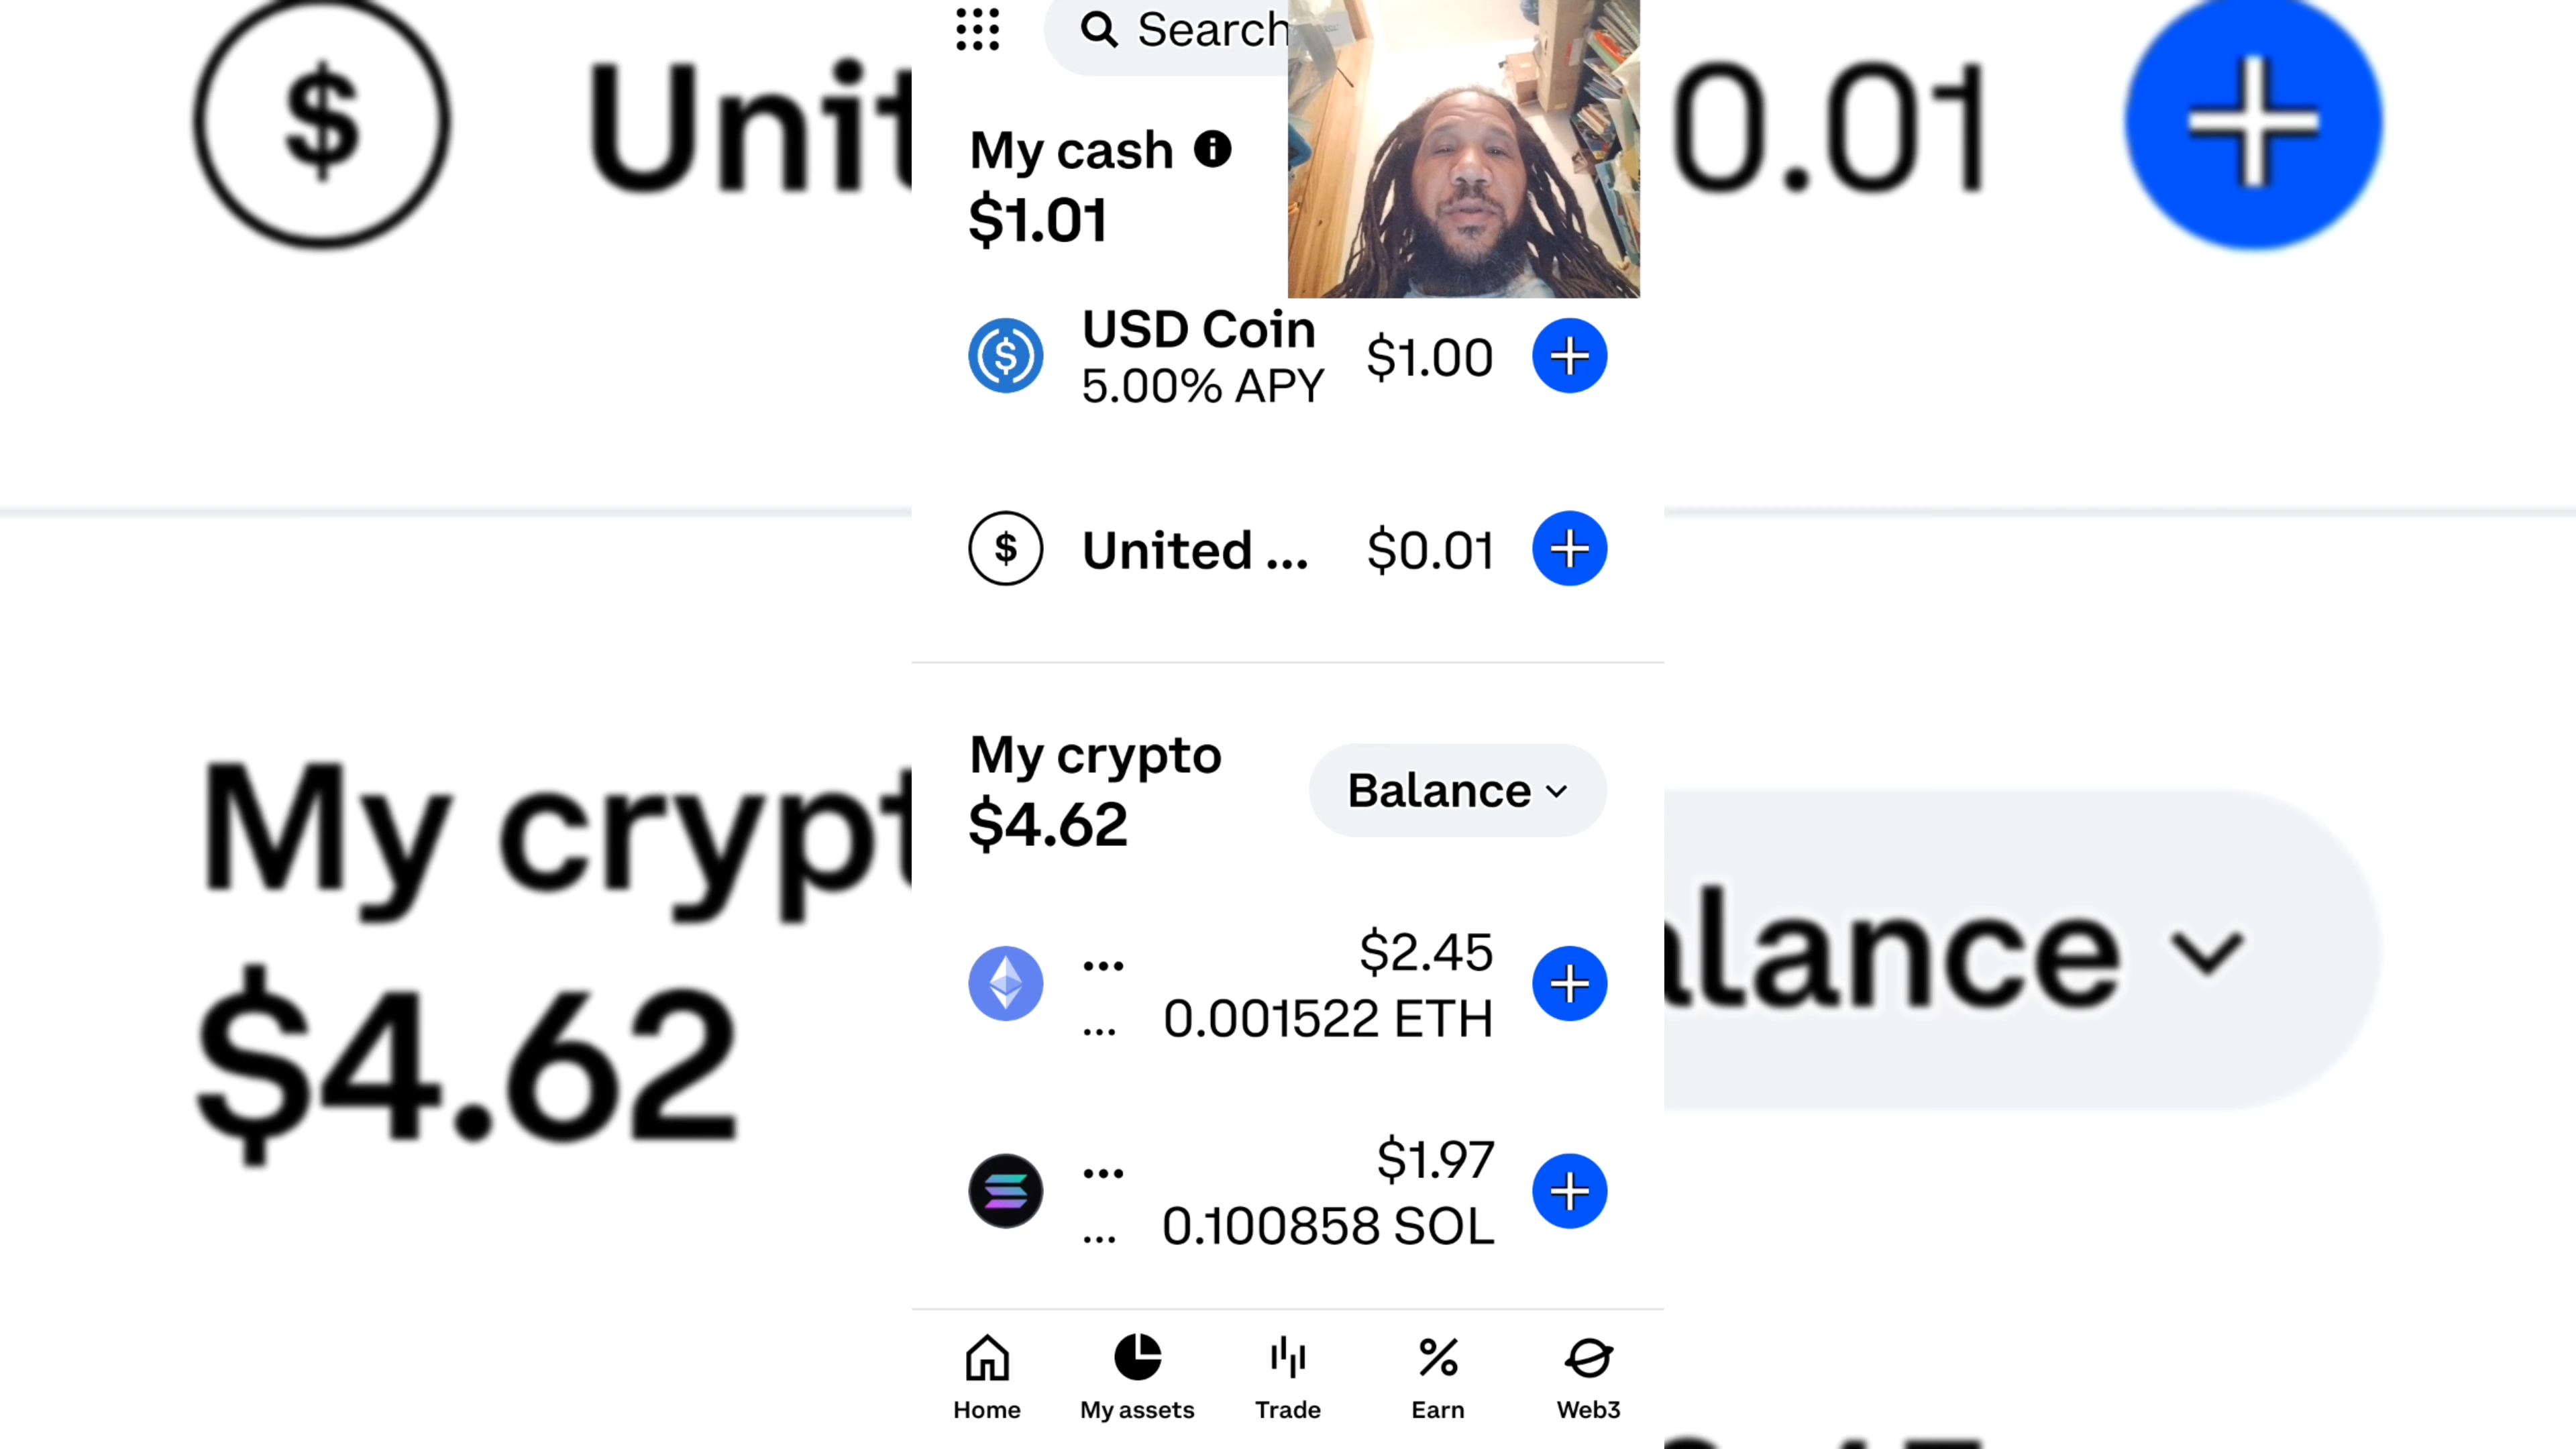 Search
My cash
$1.01
USD Coin
5.00% APY
$1.00
United ...
$0.01
My crypto
$4.62
Balance
...
$2.45
...
0.001522 ETH
...
$1.97
...
0.100858 SOL
Home
My assets
Trade
Earn
Web3
$
Unit
0.01
My crypt
$4.62
alance